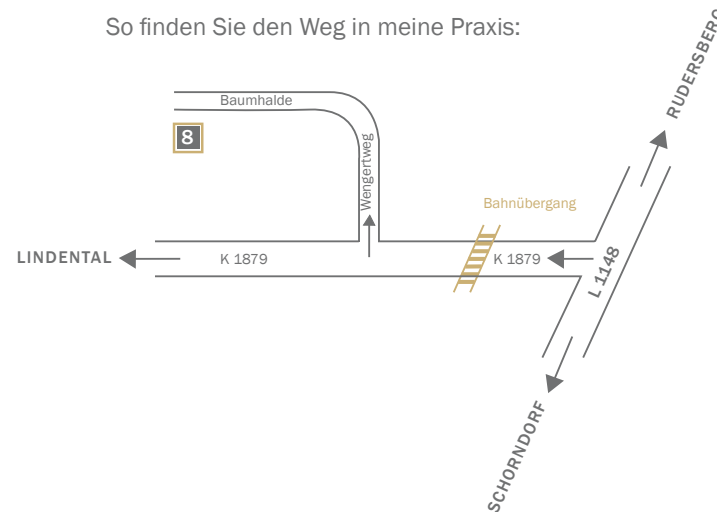 So finden Sie den Weg in meine Praxis:
RUDERSBERG
Baumhalde
8
Wengertweg
Bahnübergang
LINDENTAL
K 1879
K 1879
L 1148
SCHORNDORF